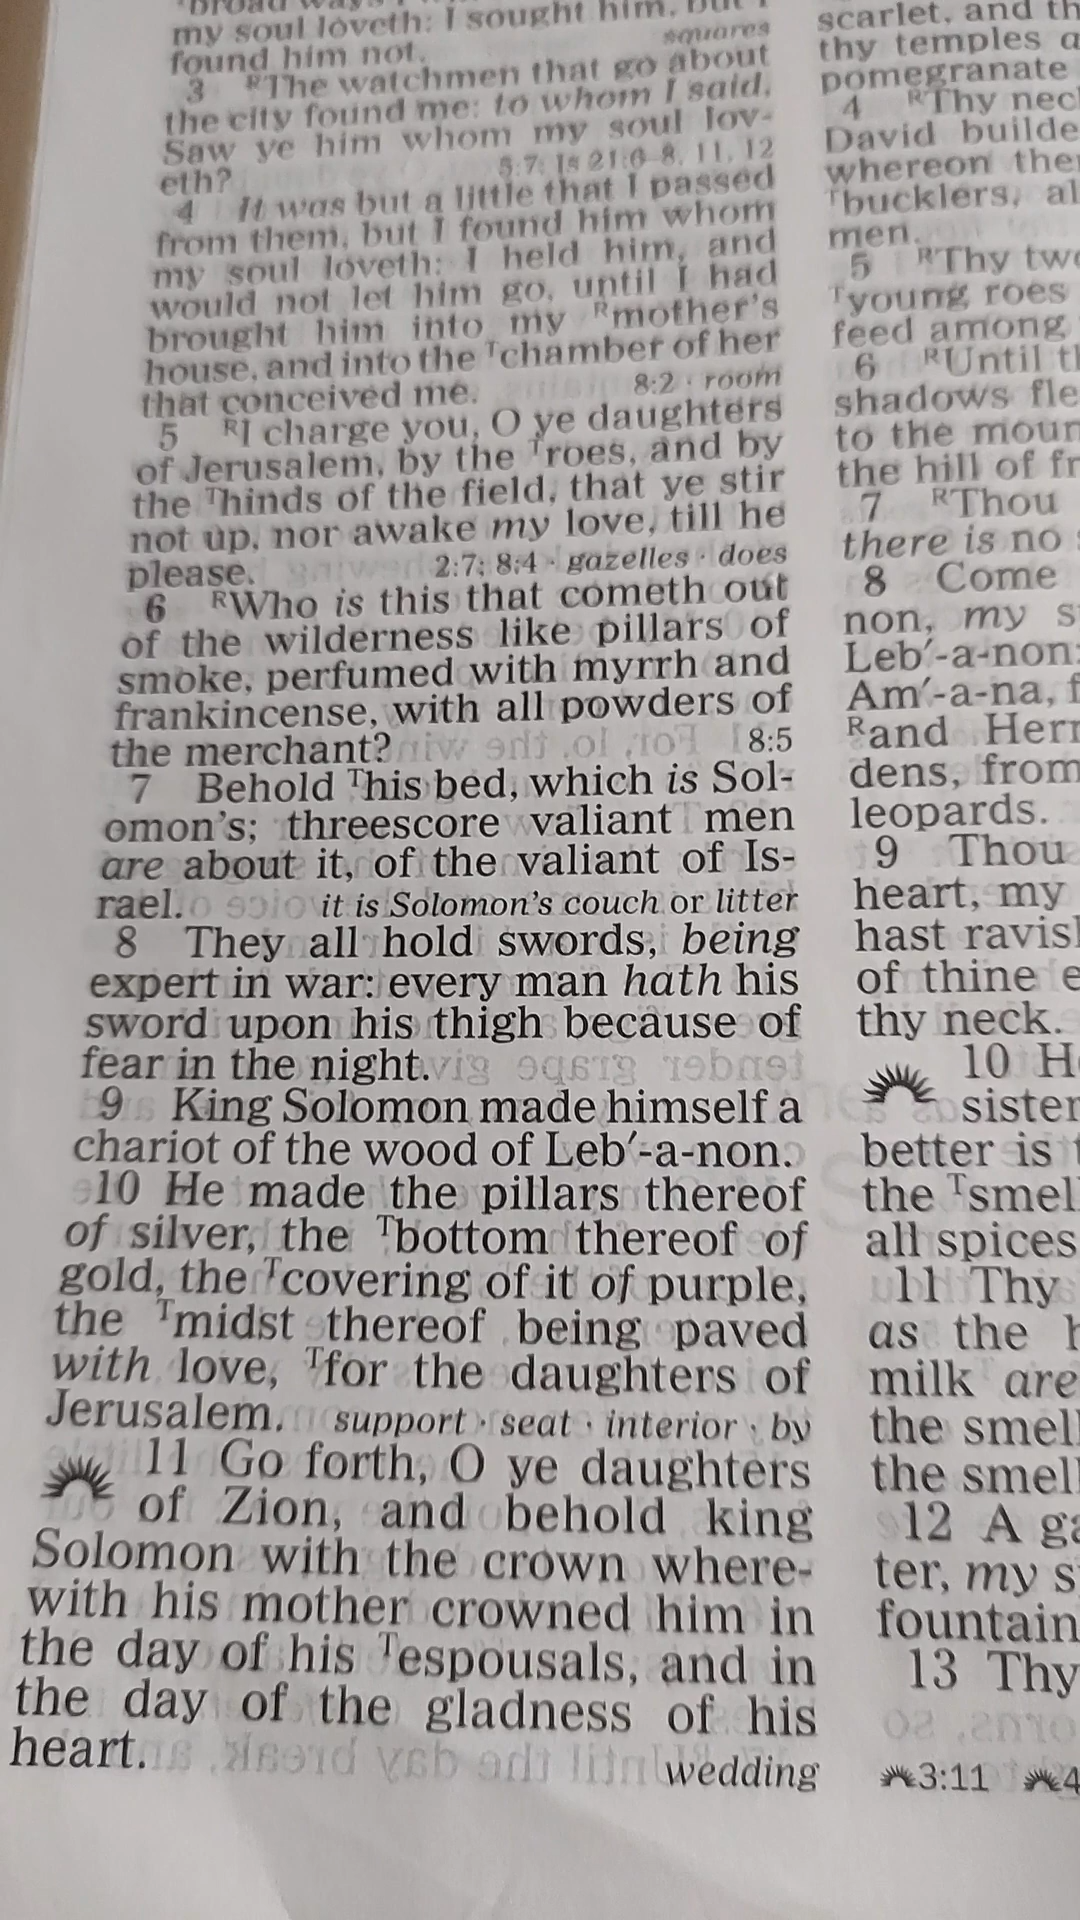 my soul loveth: I sought him, but I
found him not. squares
3 RThe watchmen that go about
the city found me: to whom I said,
Saw ye him whom my soul lov-
eth? 5:7; Is 21:6–8, 11, 12
4 It was but a little that I passed
from them, but I found him whom
my soul loveth: I held him, and
would not let him go, until I had
brought him into my Rmother's
house, and into the Tchamber of her
that conceived me. 8:2 · room
5 RI charge you, O ye daughters
of Jerusalem, by the Troes, and by
the Thinds of the field, that ye stir
not up, nor awake my love, till he
please. 2:7; 8:4 · gazelles · does
6 RWho is this that cometh out
of the wilderness like pillars of
smoke, perfumed with myrrh and
frankincense, with all powders of
the merchant? 8:5
7 Behold This bed, which is Sol-
omon's; threescore valiant men
are about it, of the valiant of Is-
rael. it is Solomon's couch or litter
8 They all hold swords, being
expert in war: every man hath his
sword upon his thigh because of
fear in the night.
9 King Solomon made himself a
chariot of the wood of Leb′-a-non.
10 He made the pillars thereof
of silver, the Tbottom thereof of
gold, the Tcovering of it of purple,
the Tmidst thereof being paved
with love, Tfor the daughters of
Jerusalem. support · seat · interior · by
11 Go forth, O ye daughters
of Zion, and behold king
Solomon with the crown where-
with his mother crowned him in
the day of his Tespousals, and in
the day of the gladness of his
heart. wedding
scarlet, and
thy temples
pomegranate
4 RThy
David
whereon
Tbucklers,
men.
5 RThy
Tyoung roes
feed among
6 RUntil
shadows
to the
the hill of
7 RThou
there is no
8 Come
non, my
Leb′-a-non:
Am′-a-na,
Rand
dens, from
leopards.
9 Thou
heart, my
hast
of thine
thy neck.
10
sister
better is
the
all spices
11 Thy
as the
milk are
the smell
the smell
12 A
ter, my
fountain
13 Thy
3:11